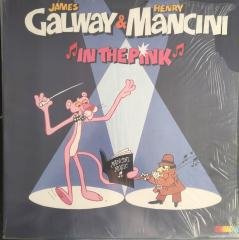 JAMES HENRY
GALWAY & MANCINI
IN THE PINK